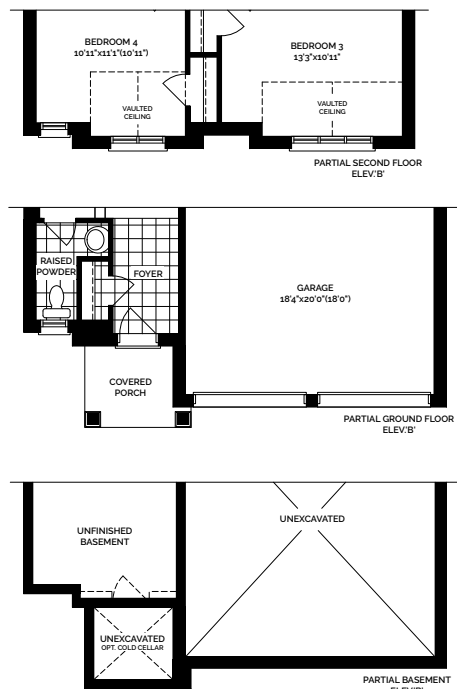 BEDROOM 4
10'11"x11'1"(10'11")
BEDROOM 3
13'3"x10'11"
VAULTED
CEILING
VAULTED
CEILING
PARTIAL SECOND FLOOR
ELEV.'B'
RAISED
POWDER
FOYER
GARAGE
18'4"x20'0"(18'0")
COVERED
PORCH
PARTIAL GROUND FLOOR
ELEV.'B'
UNFINISHED
BASEMENT
UNEXCAVATED
UNEXCAVATED
OPT. COLD CELLAR
PARTIAL BASEMENT